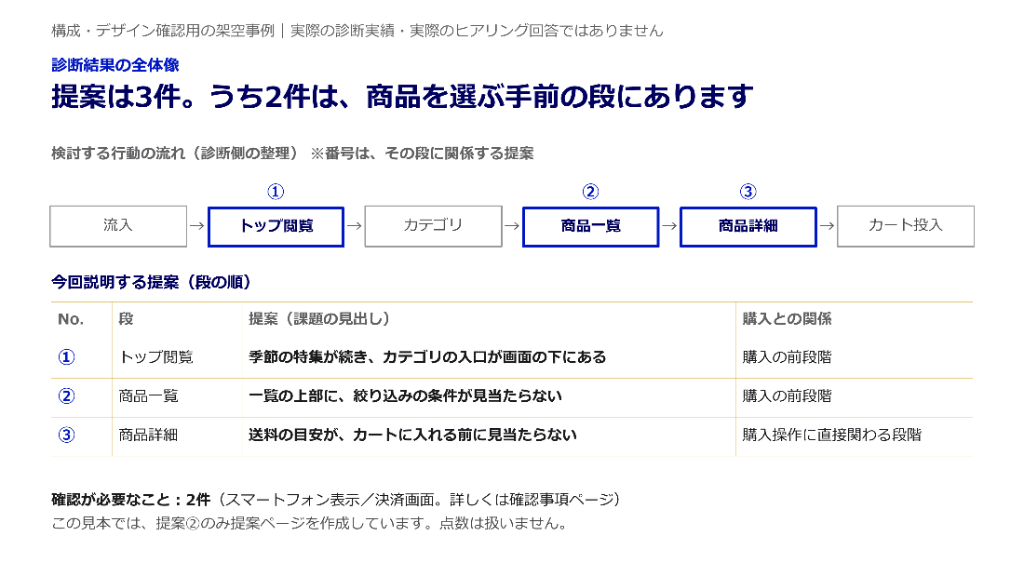 構成・デザイン確認用の架空事例｜実際の診断実績・実際のヒアリング回答ではありません
診断結果の全体像
提案は3件。うち2件は、商品を選ぶ手前の段にあります
検討する行動の流れ（診断側の整理） ※番号は、その段に関係する提案
① ② ③
流入 → トップ閲覧 → カテゴリ → 商品一覧 → 商品詳細 → カート投入
今回説明する提案（段の順）
No. 段 提案（課題の見出し） 購入との関係
① トップ閲覧 季節の特集が続き、カテゴリの入口が画面の下にある 購入の前段階
② 商品一覧 一覧の上部に、絞り込みの条件が見当たらない 購入の前段階
③ 商品詳細 送料の目安が、カートに入れる前に見当たらない 購入操作に直接関わる段階
確認が必要なこと：2件（スマートフォン表示／決済画面。詳しくは確認事項ページ）
この見本では、提案②のみ提案ページを作成しています。点数は扱いません。